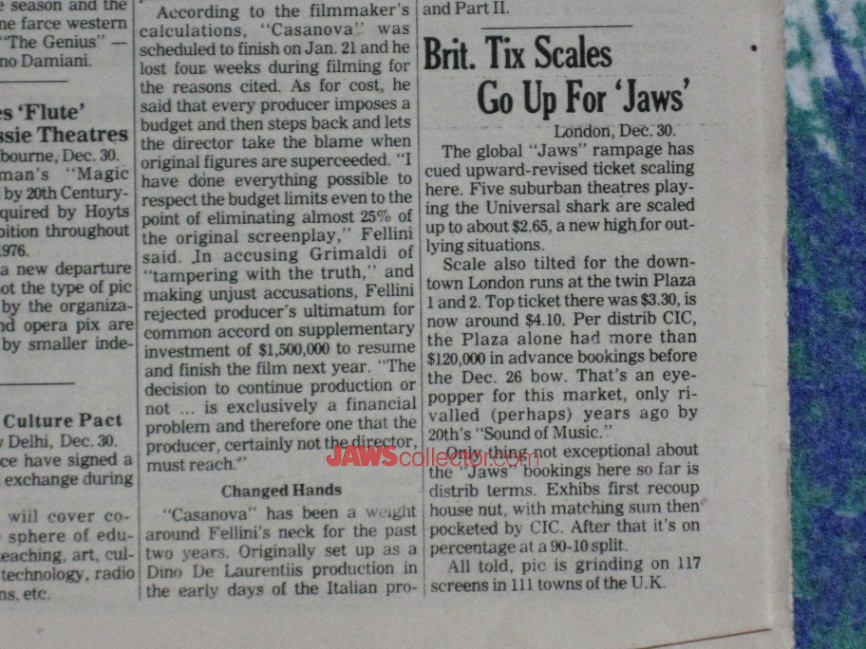 e season and the
ne farce western
"The Genius" —
no Damiani.
es 'Flute'
ssie Theatres
bourne, Dec. 30.
man's "Magic
by 20th Century-
quired by Hoyts
bition throughout
1976.
a new departure
ot the type of pic
by the organiza-
nd opera pix are
by smaller inde-
Culture Pact
Delhi, Dec. 30.
ce have signed a
exchange during
will cover co-
sphere of edu-
eaching, art, cul-
technology, radio
ns, etc.
According to the filmmaker's
calculations, "Casanova" was
scheduled to finish on Jan. 21 and he
lost four weeks during filming for
the reasons cited. As for cost, he
said that every producer imposes a
budget and then steps back and lets
the director take the blame when
original figures are superceeded. "I
have done everything possible to
respect the budget limits even to the
point of eliminating almost 25% of
the original screenplay," Fellini
said. In accusing Grimaldi of
"tampering with the truth," and
making unjust accusations, Fellini
rejected producer's ultimatum for
common accord on supplementary
investment of $1,500,000 to resume
and finish the film next year. "The
decision to continue production or
not ... is exclusively a financial
problem and therefore one that the
producer, certainly not the director,
must reach."
Changed Hands
"Casanova" has been a weight
around Fellini's neck for the past
two years. Originally set up as a
Dino De Laurentiis production in
the early days of the Italian pro-
and Part II.
Brit. Tix Scales
Go Up For 'Jaws'
London, Dec. 30.
The global "Jaws" rampage has
cued upward-revised ticket scaling
here. Five suburban theatres play-
ing the Universal shark are scaled
up to about $2.65, a new high for out-
lying situations.
Scale also tilted for the down-
town London runs at the twin Plaza
1 and 2. Top ticket there was $3.30, is
now around $4.10. Per distrib CIC,
the Plaza alone had more than
$120,000 in advance bookings before
the Dec. 26 bow. That's an eye-
popper for this market, only ri-
valled (perhaps) years ago by
20th's "Sound of Music."
Only thing not exceptional about
the "Jaws" bookings here so far is
distrib terms. Exhibs first recoup
house nut, with matching sum then
pocketed by CIC. After that it's on
percentage at a 90-10 split.
All told, pic is grinding on 117
screens in 111 towns of the U.K.
JAWScollector.com